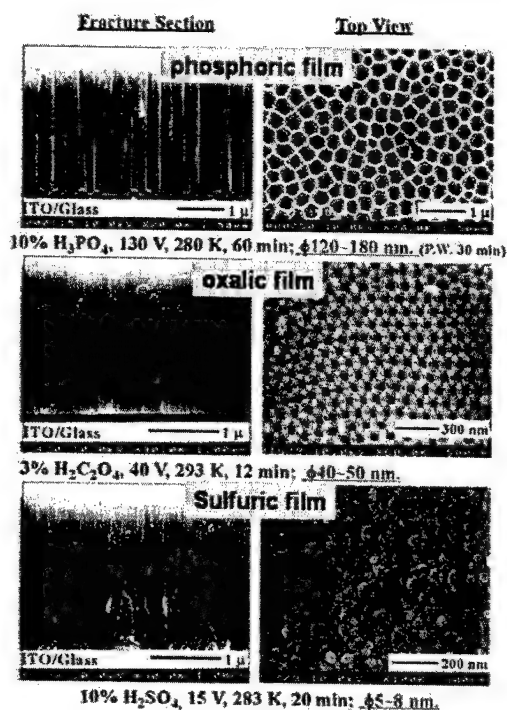 Fracture Section
Top View
phosphoric film
ITO/Glass 1 μ
1 μ
10% H₃PO₄, 130 V, 280 K, 60 min; ϕ120~180 nm. (P.W. 30 min)
oxalic film
ITO/Glass 1 μ
300 nm
3% H₂C₂O₄, 40 V, 293 K, 12 min; ϕ40~50 nm.
Sulfuric film
ITO/Glass 1 μ
200 nm
10% H₂SO₄, 15 V, 283 K, 20 min; ϕ5~8 nm.